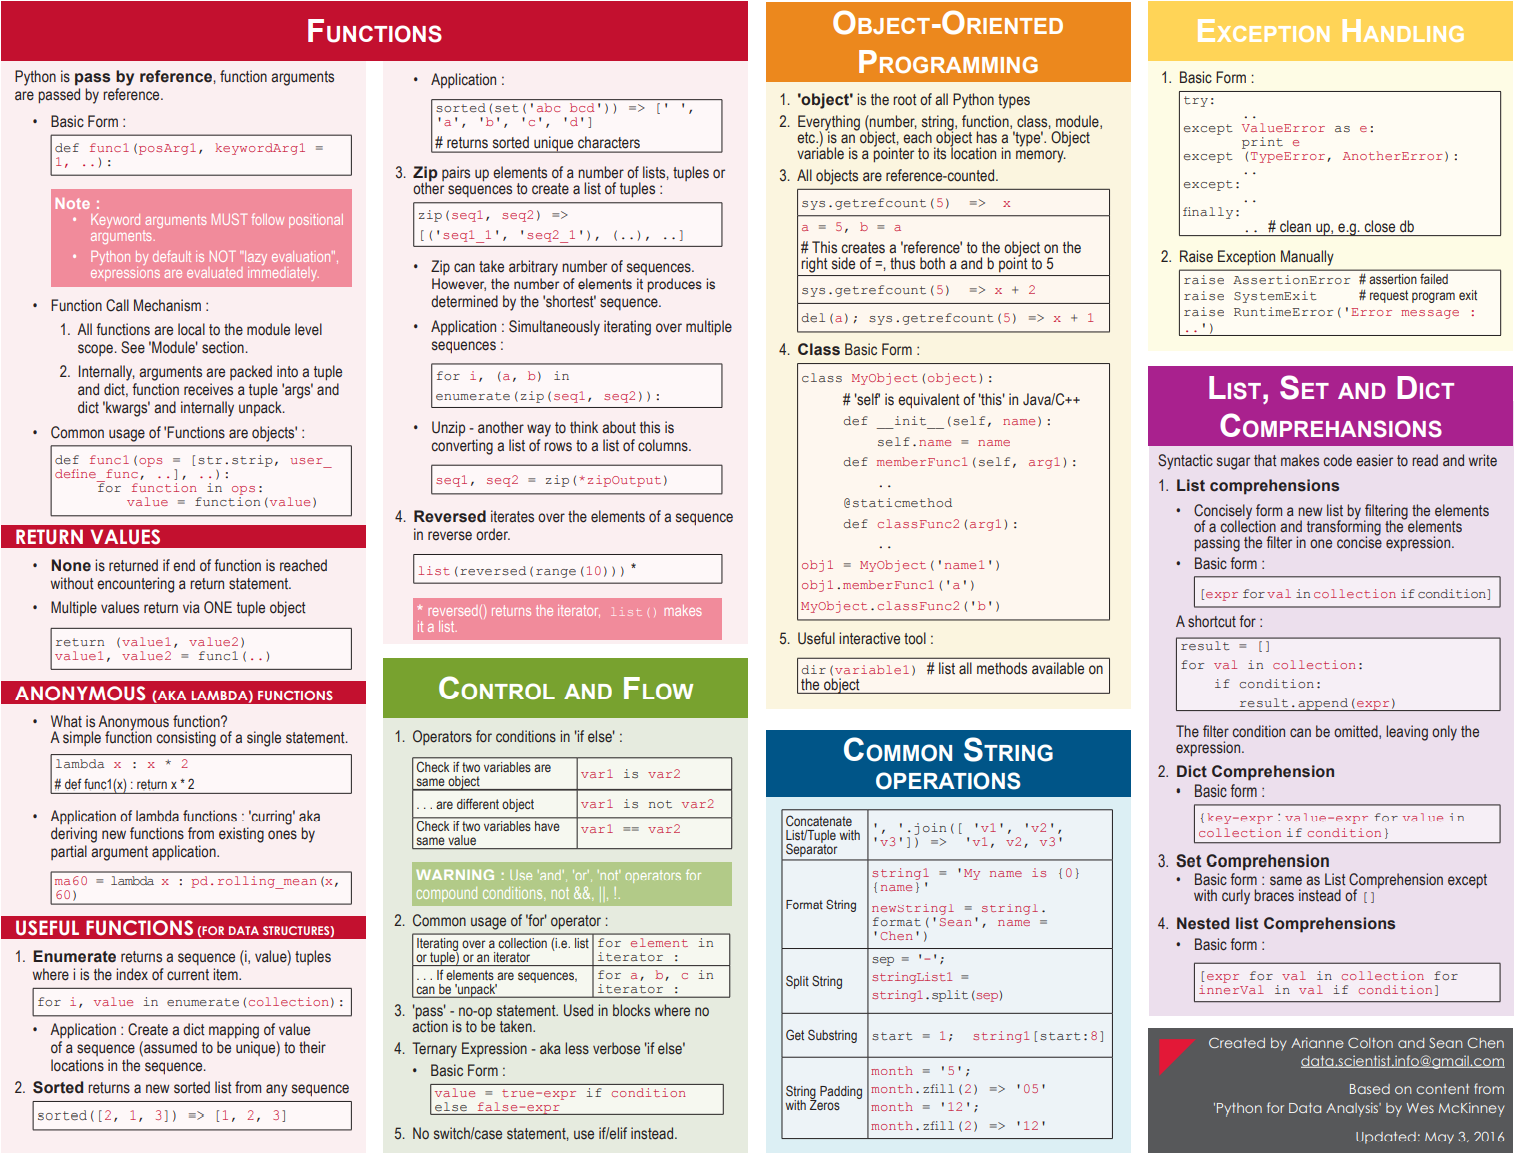 FUNCTIONS
Python is pass by reference, function arguments
are passed by reference.
• Basic Form :
def func1(posArg1, keywordArg1 =
1, ..):
Note :
• Keyword arguments MUST follow positional
arguments.
• Python by default is NOT "lazy evaluation",
expressions are evaluated immediately.
• Function Call Mechanism :
1. All functions are local to the module level
scope. See 'Module' section.
2. Internally, arguments are packed into a tuple
and dict, function receives a tuple 'args' and
dict 'kwargs' and internally unpack.
• Common usage of 'Functions are objects' :
def func1(ops = [str.strip, user_
define_func, ..], ..):
for function in ops:
value = function(value)
RETURN VALUES
• None is returned if end of function is reached
without encountering a return statement.
• Multiple values return via ONE tuple object
return (value1, value2)
value1, value2 = func1(..)
ANONYMOUS (AKA LAMBDA) FUNCTIONS
• What is Anonymous function?
A simple function consisting of a single statement.
lambda x : x * 2
# def func1(x) : return x * 2
• Application of lambda functions : 'curring' aka
deriving new functions from existing ones by
partial argument application.
ma60 = lambda x : pd.rolling_mean(x,
60)
USEFUL FUNCTIONS (FOR DATA STRUCTURES)
1. Enumerate returns a sequence (i, value) tuples
where i is the index of current item.
for i, value in enumerate(collection):
• Application : Create a dict mapping of value
of a sequence (assumed to be unique) to their
locations in the sequence.
2. Sorted returns a new sorted list from any sequence
sorted([2, 1, 3]) => [1, 2, 3]
• Application :
sorted(set('abc bcd')) => [' ',
'a', 'b', 'c', 'd']
# returns sorted unique characters
3. Zip pairs up elements of a number of lists, tuples or
other sequences to create a list of tuples :
zip(seq1, seq2) =>
[('seq1_1', 'seq2_1'), (..), ..]
• Zip can take arbitrary number of sequences.
However, the number of elements it produces is
determined by the 'shortest' sequence.
• Application : Simultaneously iterating over multiple
sequences :
for i, (a, b) in
enumerate(zip(seq1, seq2)):
• Unzip - another way to think about this is
converting a list of rows to a list of columns.
seq1, seq2 = zip(*zipOutput)
4. Reversed iterates over the elements of a sequence
in reverse order.
list(reversed(range(10))) *
* reversed() returns the iterator, list() makes
it a list.
CONTROL AND FLOW
1. Operators for conditions in 'if else' :
Check if two variables are
same object
var1 is var2
. . . are different object
var1 is not var2
Check if two variables have
same value
var1 == var2
WARNING : Use 'and', 'or', 'not' operators for
compound conditions, not &&, ||, !.
2. Common usage of 'for' operator :
Iterating over a collection (i.e. list
or tuple) or an iterator
for element in
iterator :
. . . If elements are sequences,
can be 'unpack'
for a, b, c in
iterator :
3. 'pass' - no-op statement. Used in blocks where no
action is to be taken.
4. Ternary Expression - aka less verbose 'if else'
• Basic Form :
value = true-expr if condition
else false-expr
5. No switch/case statement, use if/elif instead.
OBJECT-ORIENTED
PROGRAMMING
1. 'object' is the root of all Python types
2. Everything (number, string, function, class, module,
etc.) is an object, each object has a 'type'. Object
variable is a pointer to its location in memory.
3. All objects are reference-counted.
sys.getrefcount(5) => x
a = 5, b = a
# This creates a 'reference' to the object on the
right side of =, thus both a and b point to 5
sys.getrefcount(5) => x + 2
del(a); sys.getrefcount(5) => x + 1
4. Class Basic Form :
class MyObject(object):
# 'self' is equivalent of 'this' in Java/C++
def __init__(self, name):
self.name = name
def memberFunc1(self, arg1):
..
@staticmethod
def classFunc2(arg1):
..
obj1 = MyObject('name1')
obj1.memberFunc1('a')
MyObject.classFunc2('b')
5. Useful interactive tool :
dir(variable1) # list all methods available on
the object
COMMON STRING
OPERATIONS
Concatenate
List/Tuple with
Separator
', '.join([ 'v1', 'v2',
'v3']) => 'v1, v2, v3'
Format String
string1 = 'My name is {0}
{name}'
newString1 = string1.
format('Sean', name =
'Chen')
Split String
sep = '-';
stringList1 =
string1.split(sep)
Get Substring
start = 1; string1[start:8]
String Padding
with Zeros
month = '5';
month.zfill(2) => '05'
month = '12';
month.zfill(2) => '12'
EXCEPTION HANDLING
1. Basic Form :
try:
..
except ValueError as e:
print e
except (TypeError, AnotherError):
..
except:
..
finally:
.. # clean up, e.g. close db
2. Raise Exception Manually
raise AssertionError # assertion failed
raise SystemExit # request program exit
raise RuntimeError('Error message :
..')
LIST, SET AND DICT
COMPREHANSIONS
Syntactic sugar that makes code easier to read and write
1. List comprehensions
• Concisely form a new list by filtering the elements
of a collection and transforming the elements
passing the filter in one concise expression.
• Basic form :
[expr for val in collection if condition]
A shortcut for :
result = []
for val in collection:
if condition:
result.append(expr)
The filter condition can be omitted, leaving only the
expression.
2. Dict Comprehension
• Basic form :
{key-expr : value-expr for value in
collection if condition}
3. Set Comprehension
• Basic form : same as List Comprehension except
with curly braces instead of []
4. Nested list Comprehensions
• Basic form :
[expr for val in collection for
innerVal in val if condition]
Created by Arianne Colton and Sean Chen
data.scientist.info@gmail.com
Based on content from
'Python for Data Analysis' by Wes McKinney
Updated: May 3, 2016